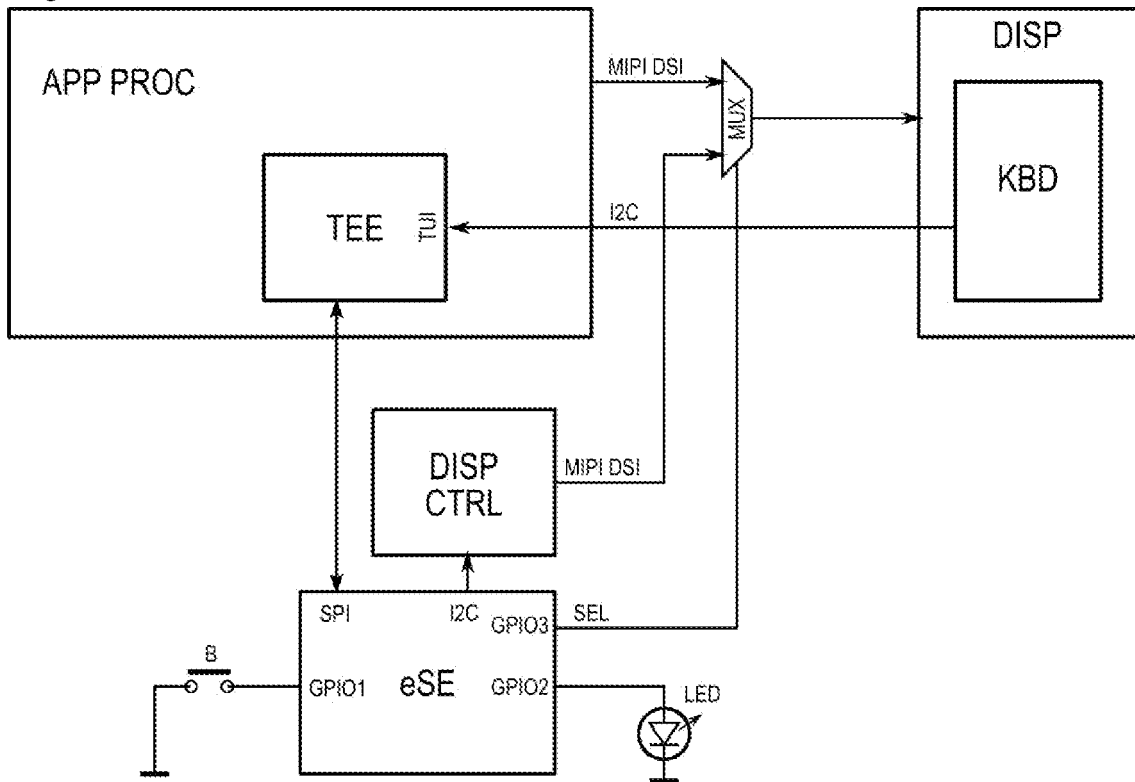 APP PROC
MIPI DSI
MUX
DISP
KBD
TEE
TUI
I2C
DISP
CTRL
MIPI DSI
SPI
I2C
GPIO3
SEL
B
GPIO1
eSE
GPIO2
LED